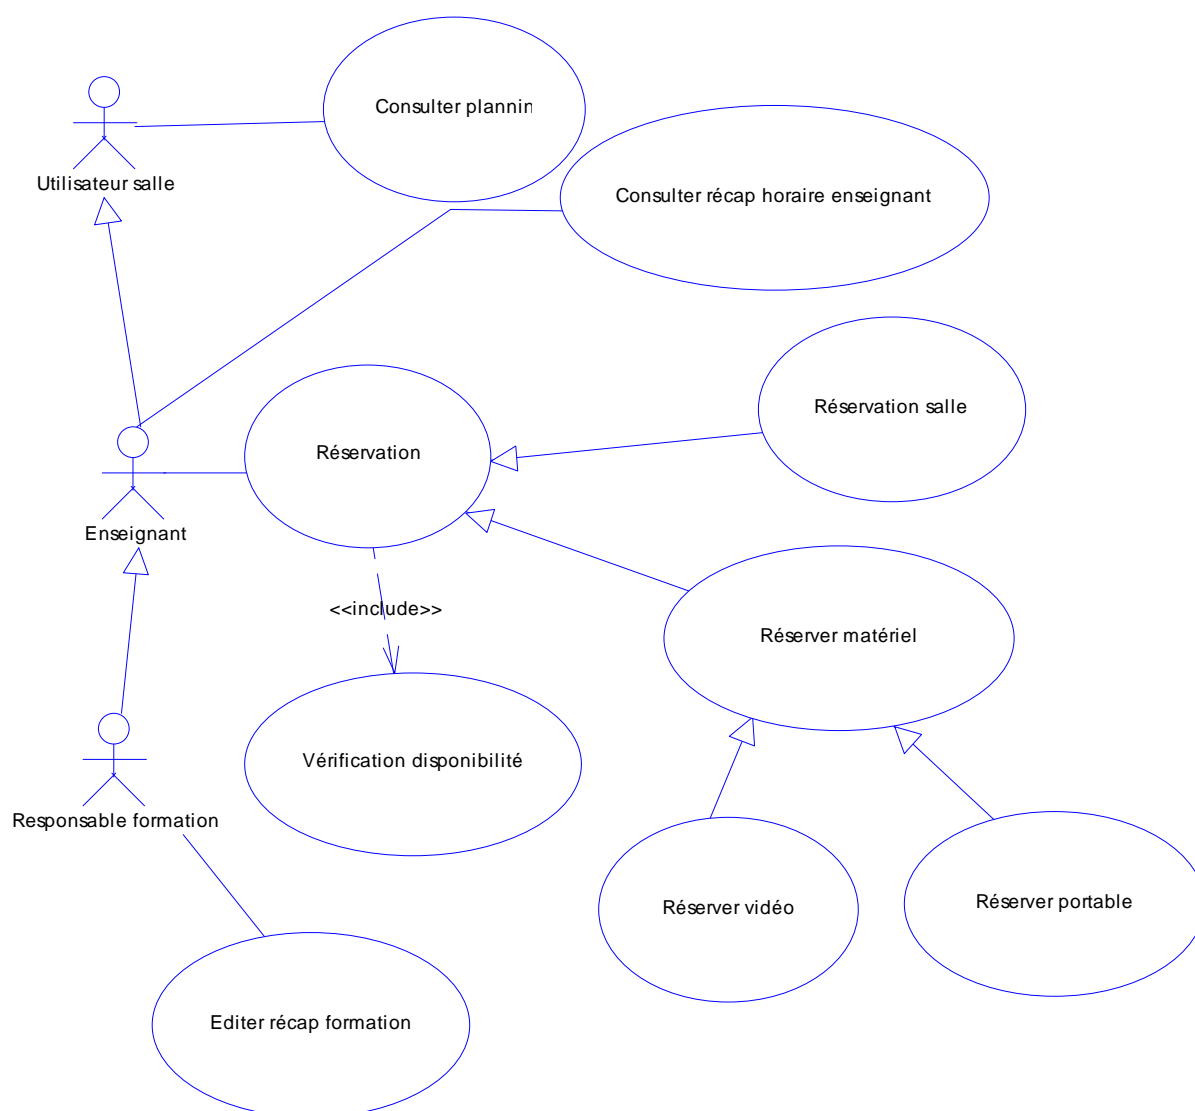 Consulter plannin
Utilisateur salle
Consulter récap horaire enseignant
Réservation salle
Réservation
Enseignant
<<include>>
Réserver matériel
Vérification disponibilité
Responsable formation
Réserver vidéo
Réserver portable
Editer récap formation